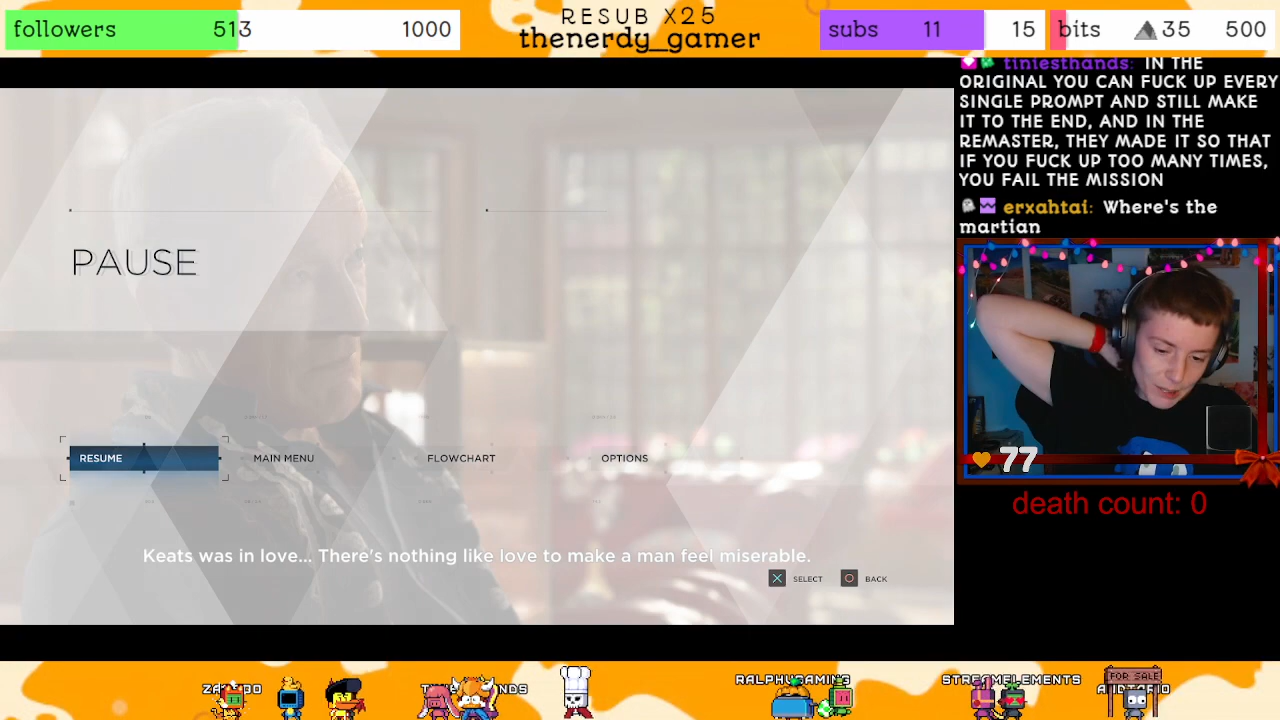 followers 513 1000
RESUB X25
thenerdy_gamer
subs 11 15
bits 35 500
tiniesthands: IN THE
ORIGINAL YOU CAN FUCK UP EVERY
SINGLE PROMPT AND STILL MAKE
IT TO THE END, AND IN THE
REMASTER, THEY MADE IT SO THAT
IF YOU FUCK UP TOO MANY TIMES,
YOU FAIL THE MISSION
erxahtai: Where's the
martian
PAUSE
RESUME MAIN MENU FLOWCHART OPTIONS
Keats was in love... There's nothing like love to make a man feel miserable.
SELECT BACK
77
death count: 0
RALPHVGAMING
STREAMELEMENTS
FOR SALE